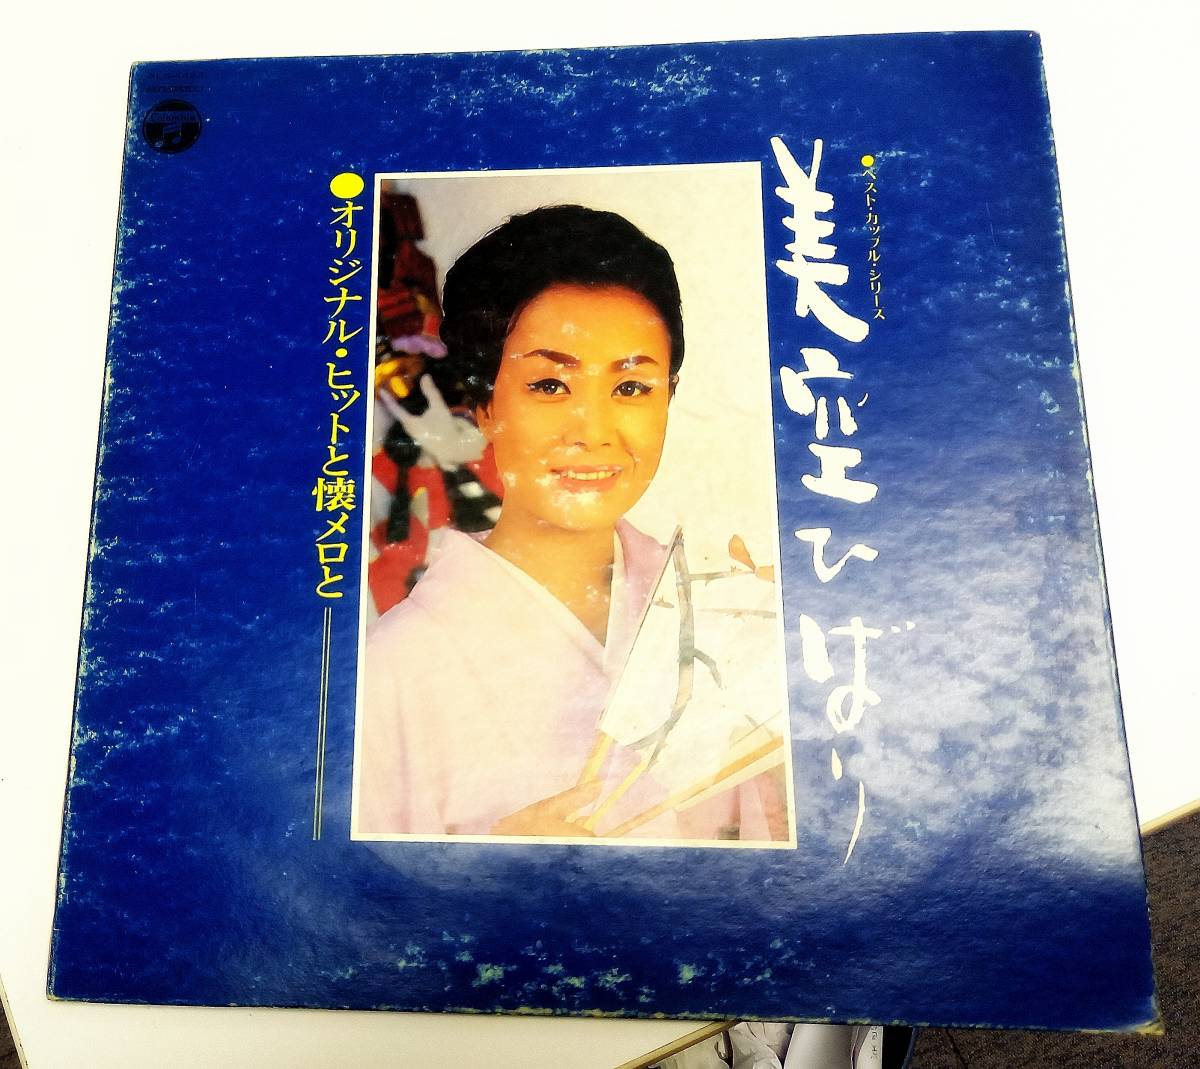 Columbia
●ベスト・カップル・シリーズ
美空ひばり
●オリジナル・ヒットと懐メロと